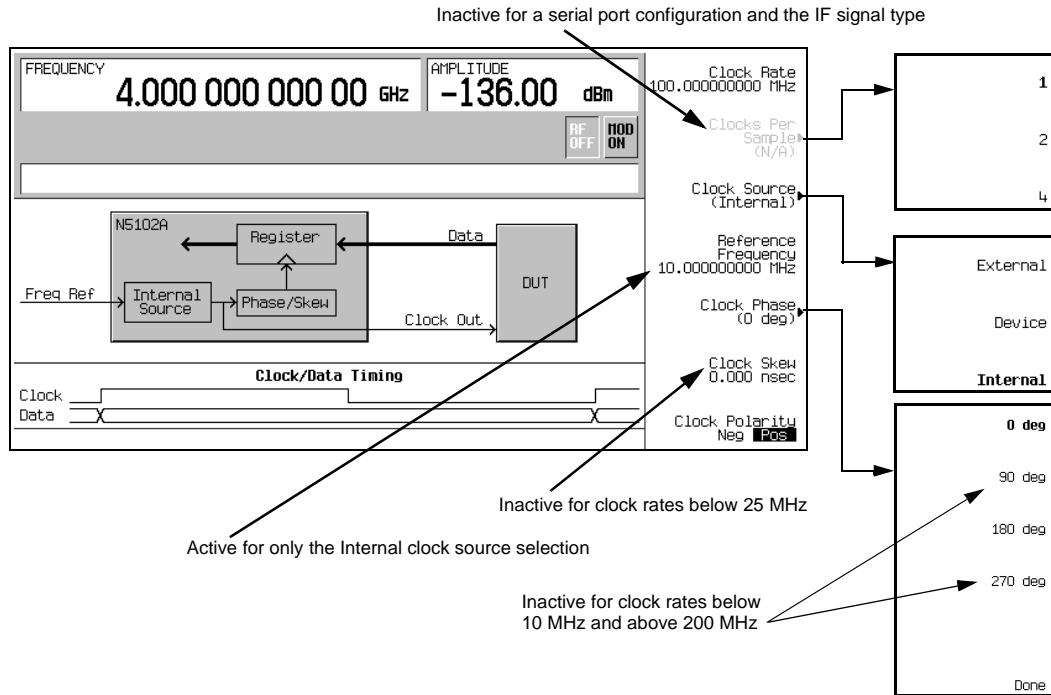 Inactive for a serial port configuration and the IF signal type
FREQUENCY
4.000 000 000 00 GHz
AMPLITUDE
-136.00 dBm
RF
OFF
MOD
ON
N5102A
Register
Data
DUT
Freq Ref
Internal
Source
Phase/Skew
Clock Out
Clock/Data Timing
Clock
Data
Clock Rate
100.000000000 MHz
Clocks Per
Sample
(N/A)
Clock Source
(Internal)
Reference
Frequency
10.000000000 MHz
Clock Phase
(0 deg)
Clock Skew
0.000 nsec
Clock Polarity
Neg Pos
1
2
4
External
Device
Internal
0 deg
90 deg
180 deg
270 deg
Done
Inactive for clock rates below 25 MHz
Active for only the Internal clock source selection
Inactive for clock rates below
10 MHz and above 200 MHz